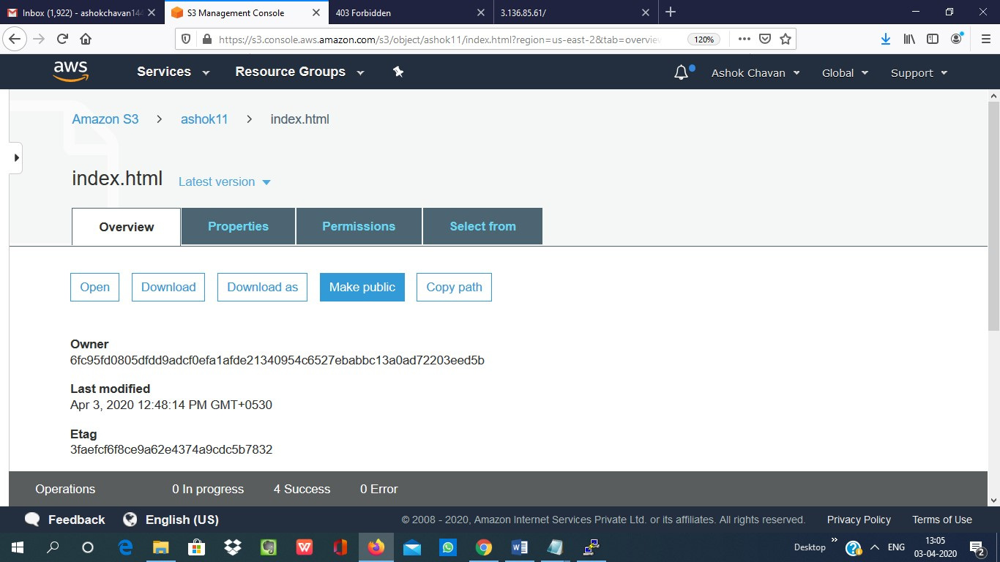 Inbox (1,922) - ashokchavan14
S3 Management Console
403 Forbidden
3.136.85.61/
https://s3.console.aws.amazon.com/s3/object/ashok11/index.html?region=us-east-2&tab=overview
120%
aws
Services
Resource Groups
Ashok Chavan
Global
Support
Amazon S3 > ashok11 > index.html
index.html
Latest version
Overview
Properties
Permissions
Select from
Open
Download
Download as
Make public
Copy path
Owner
6fc95fd0805dfdd9adcf0efa1afde21340954c6527ebabbc13a0ad72203eed5b
Last modified
Apr 3, 2020 12:48:14 PM GMT+0530
Etag
3faefcf6f8ce9a62e4374a9cdc5b7832
Operations
0 In progress
4 Success
0 Error
Feedback
English (US)
© 2008 - 2020, Amazon Internet Services Private Ltd. or its affiliates. All rights reserved.
Privacy Policy
Terms of Use
Desktop
ENG
13:05
03-04-2020
2